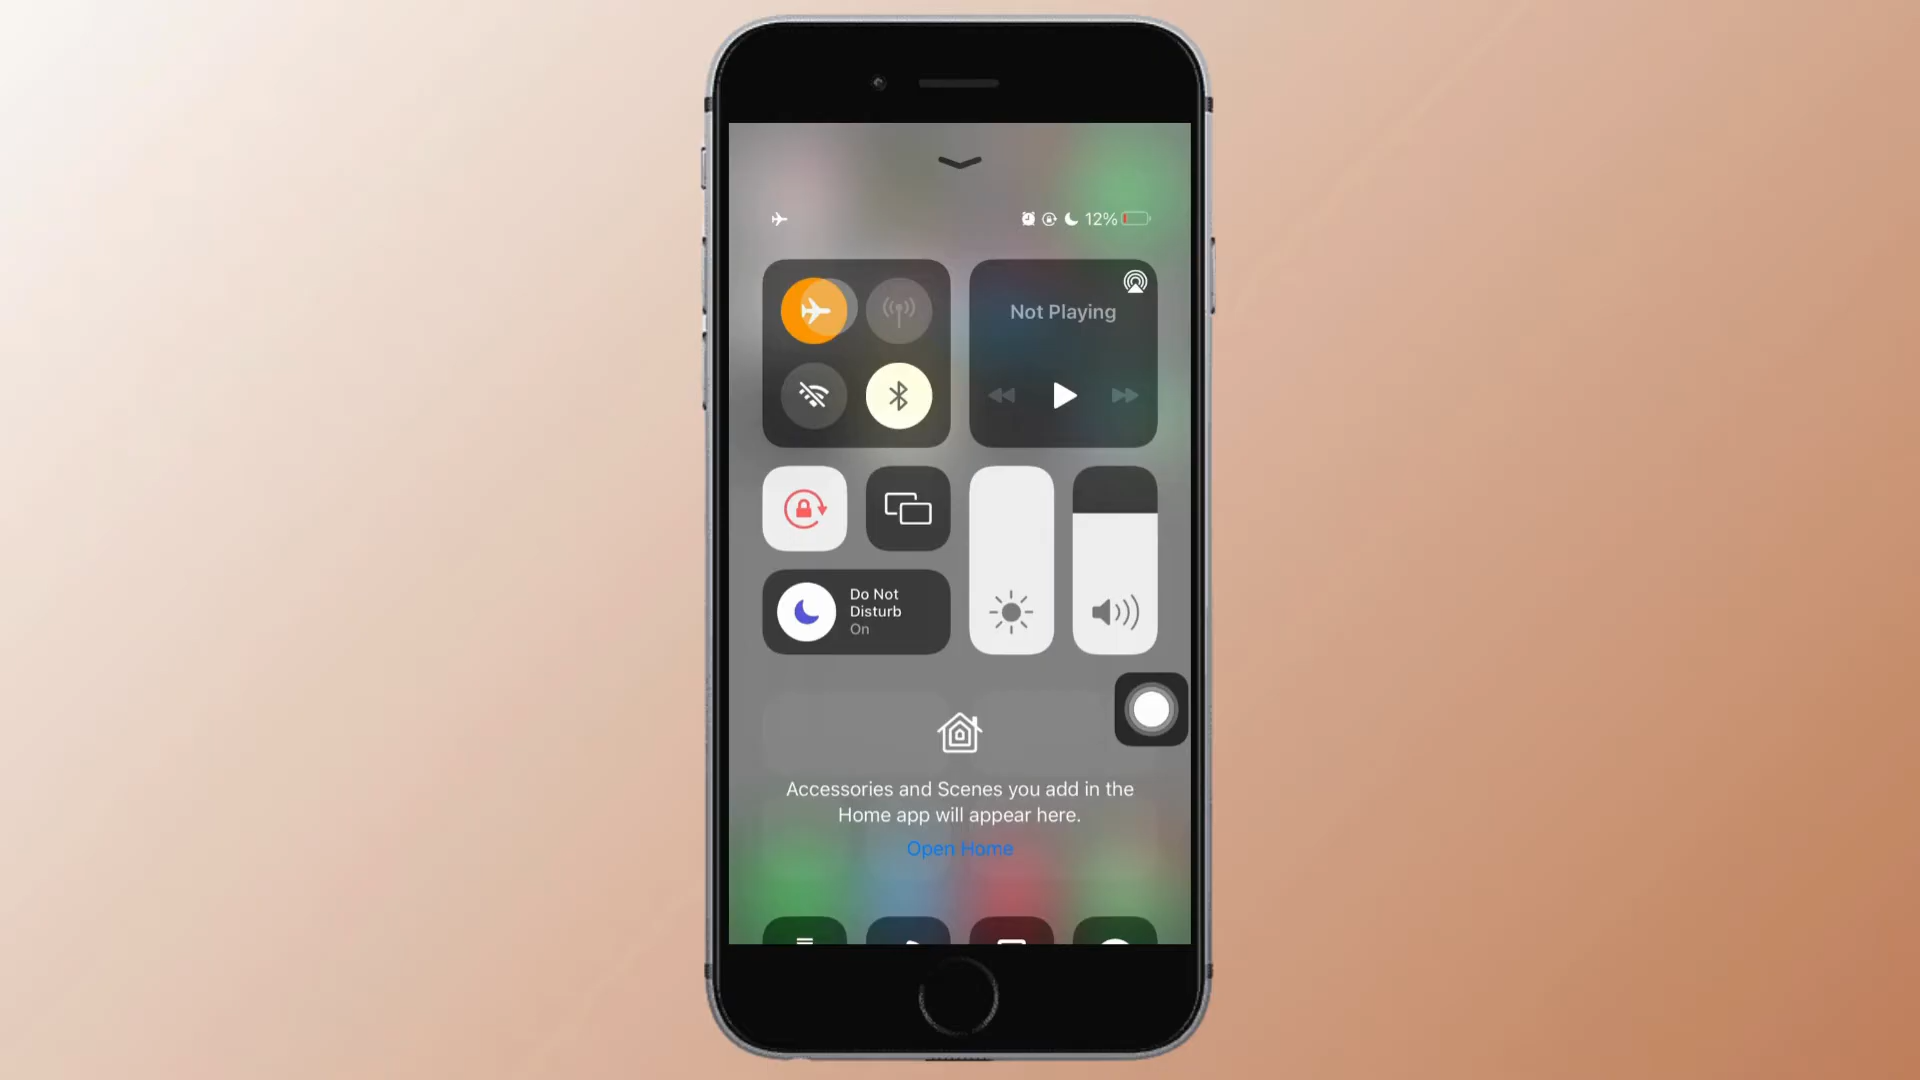 12%
Not Playing
Do Not
Disturb
On
Accessories and Scenes you add in the
Home app will appear here.
Open Home